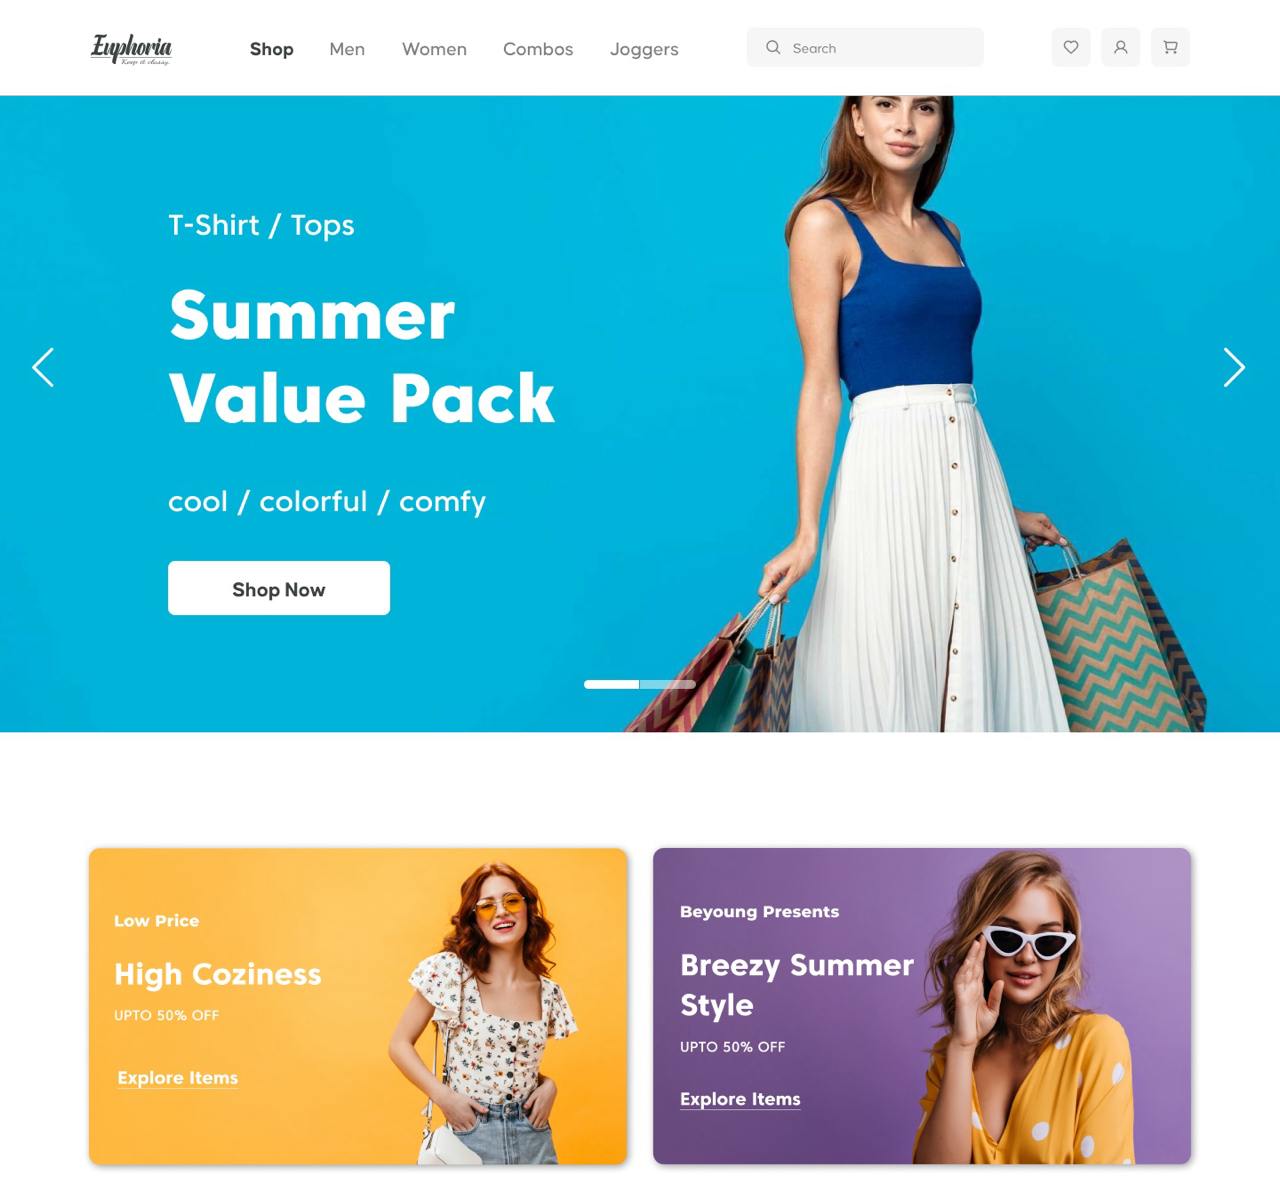 Euphoria
Keep it classy
Shop
Men
Women
Combos
Joggers
Search
T-Shirt / Tops
Summer
Value Pack
cool / colorful / comfy
Shop Now
Low Price
High Coziness
UPTO 50% OFF
Explore Items
Beyoung Presents
Breezy Summer
Style
UPTO 50% OFF
Explore Items